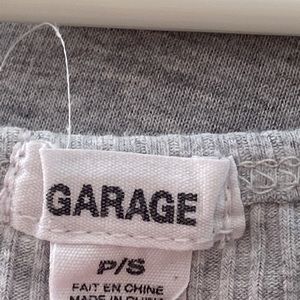 GARAGE
P/S
FAIT EN CHINE
MADE IN CHINA